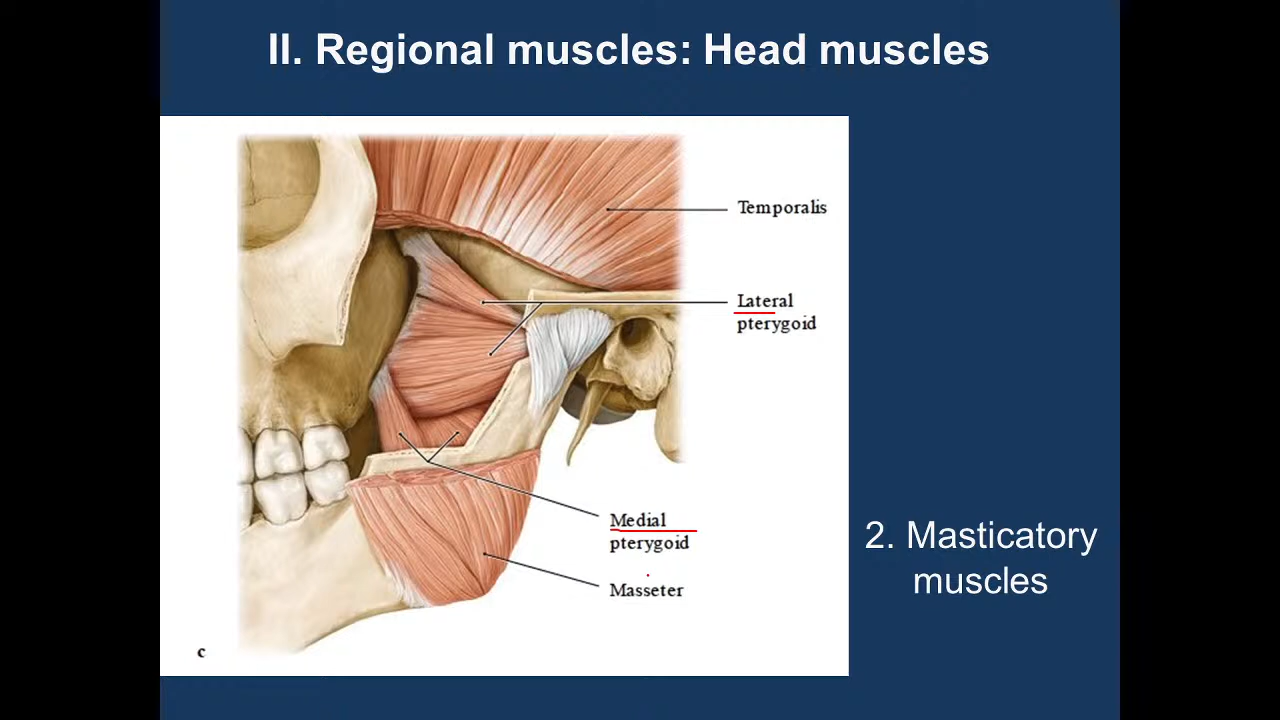 II. Regional muscles: Head muscles
Temporalis
Lateral
pterygoid
Medial
pterygoid
Masseter
2. Masticatory
muscles
c